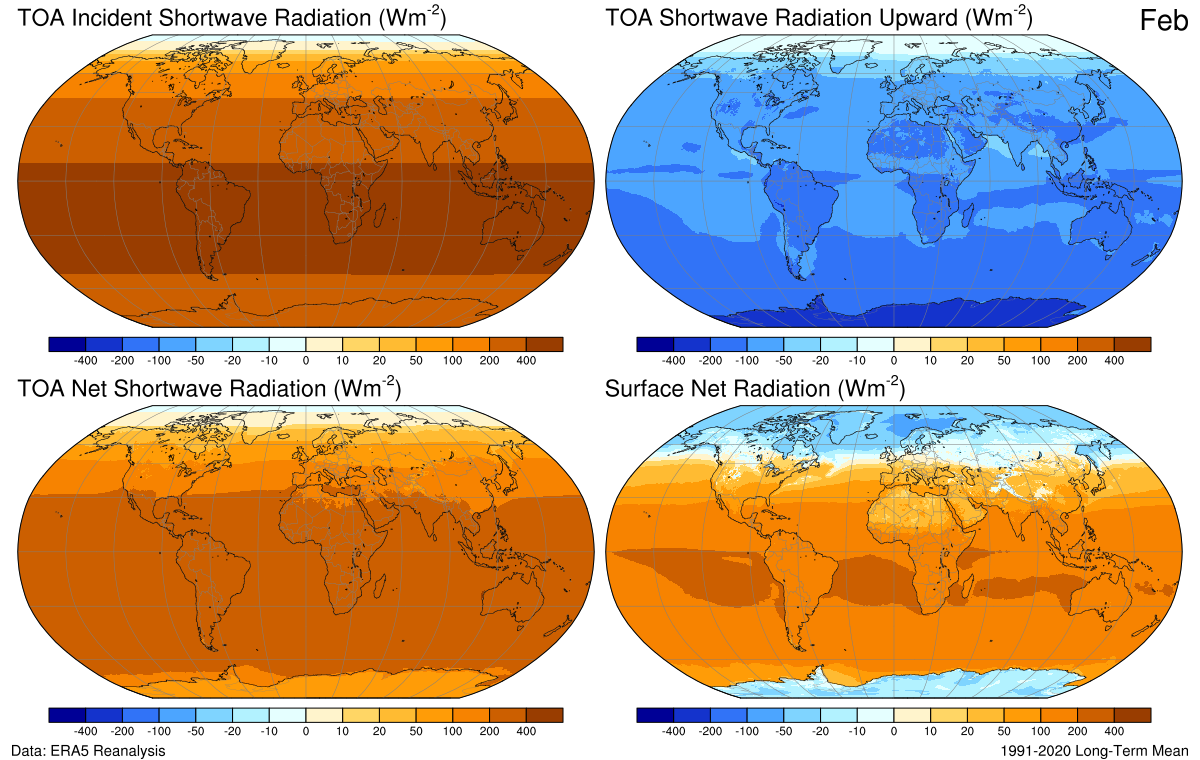 TOA Incident Shortwave Radiation (Wm-2)
TOA Shortwave Radiation Upward (Wm-2)
Feb
-400 -200 -100 -50 -20 -10 0 10 20 50 100 200 400
-400 -200 -100 -50 -20 -10 0 10 20 50 100 200 400
TOA Net Shortwave Radiation (Wm-2)
Surface Net Radiation (Wm-2)
-400 -200 -100 -50 -20 -10 0 10 20 50 100 200 400
-400 -200 -100 -50 -20 -10 0 10 20 50 100 200 400
Data: ERA5 Reanalysis
1991-2020 Long-Term Mean